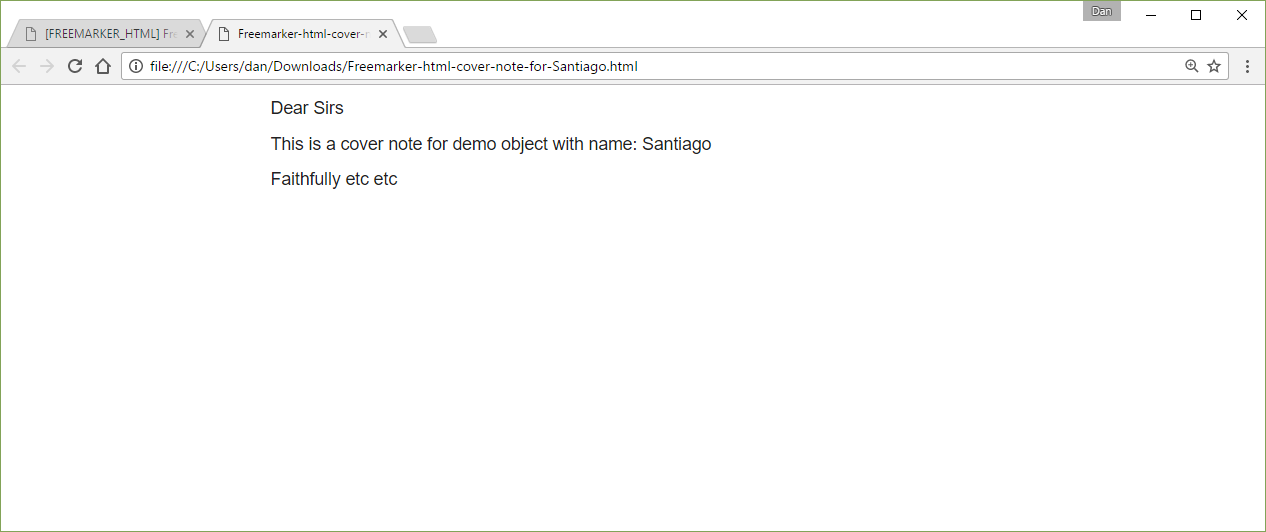 Dan
[FREEMARKER_HTML] Fre
Freemarker-html-cover-n
file:///C:/Users/dan/Downloads/Freemarker-html-cover-note-for-Santiago.html
Dear Sirs
This is a cover note for demo object with name: Santiago
Faithfully etc etc